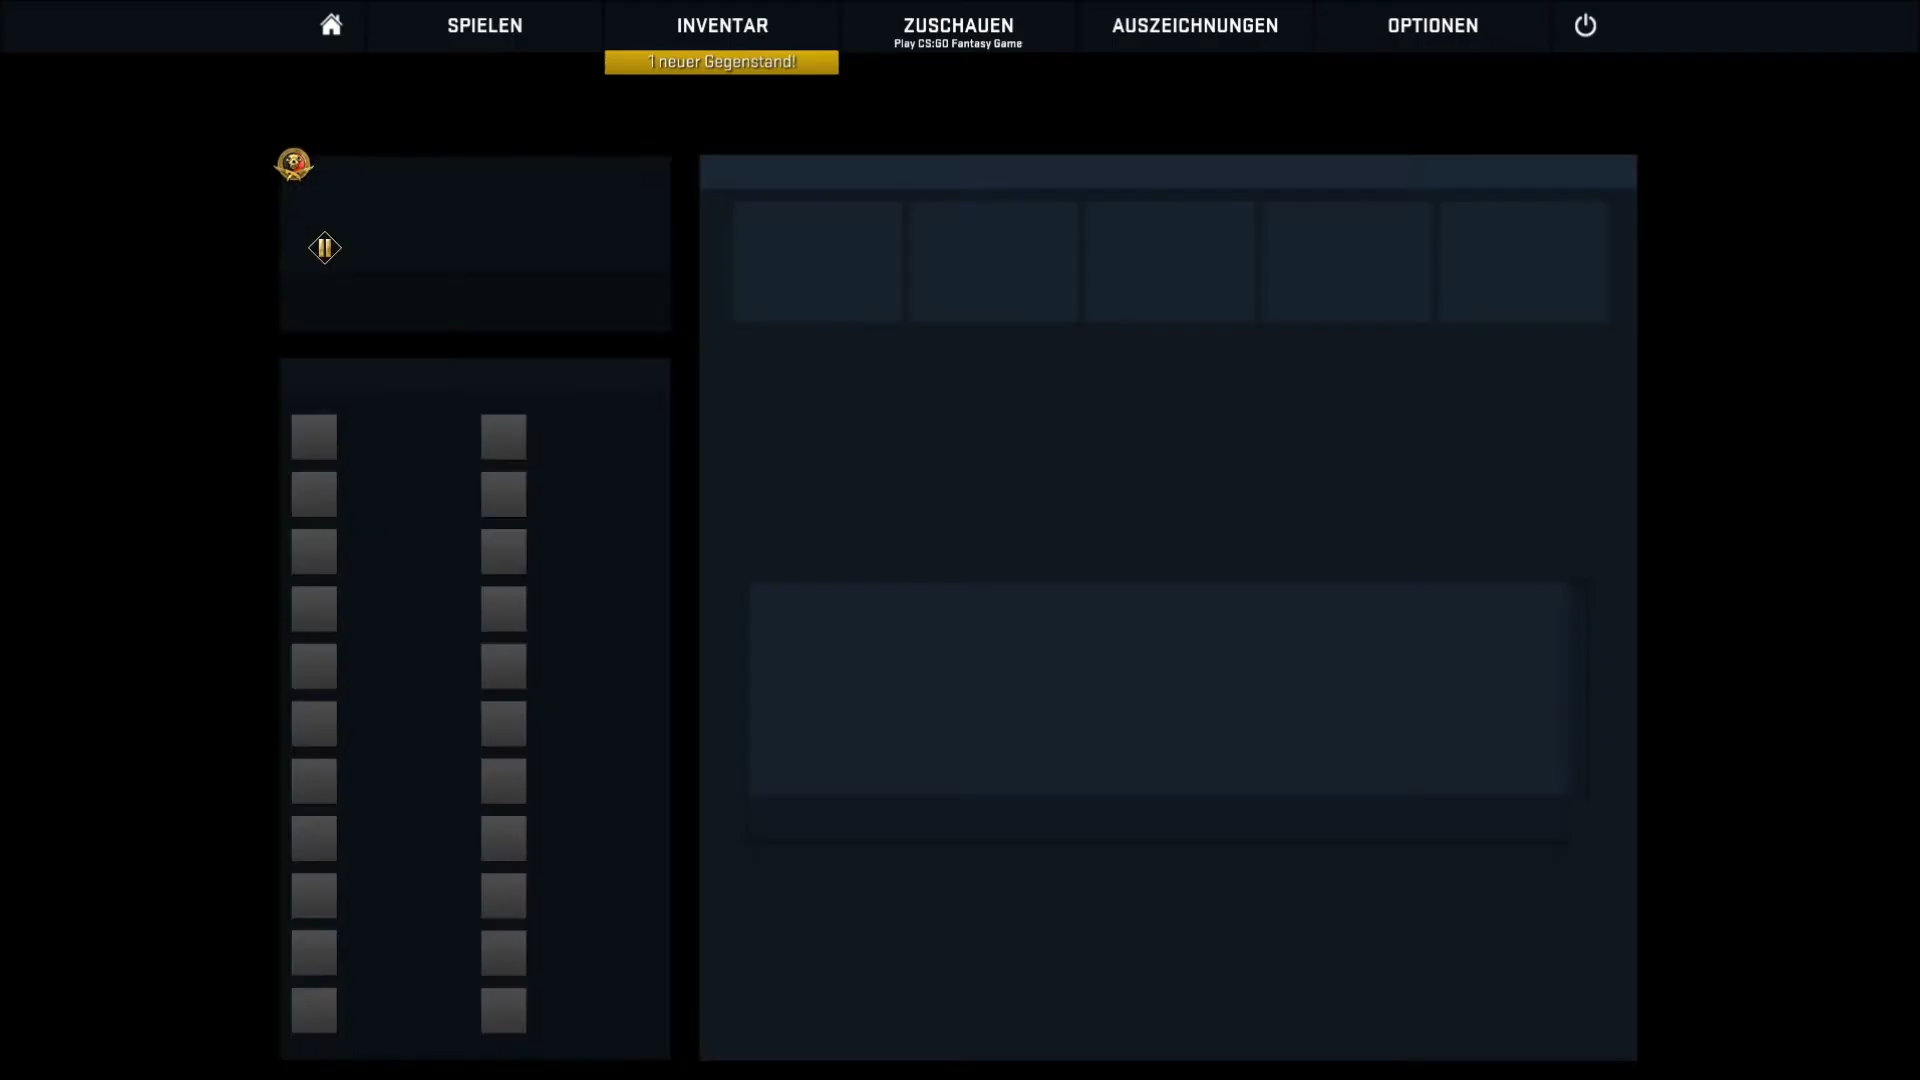 SPIELEN
INVENTAR
ZUSCHAUEN
AUSZEICHNUNGEN
OPTIONEN
Play CS:GO Fantasy Game
1 neuer Gegenstand!